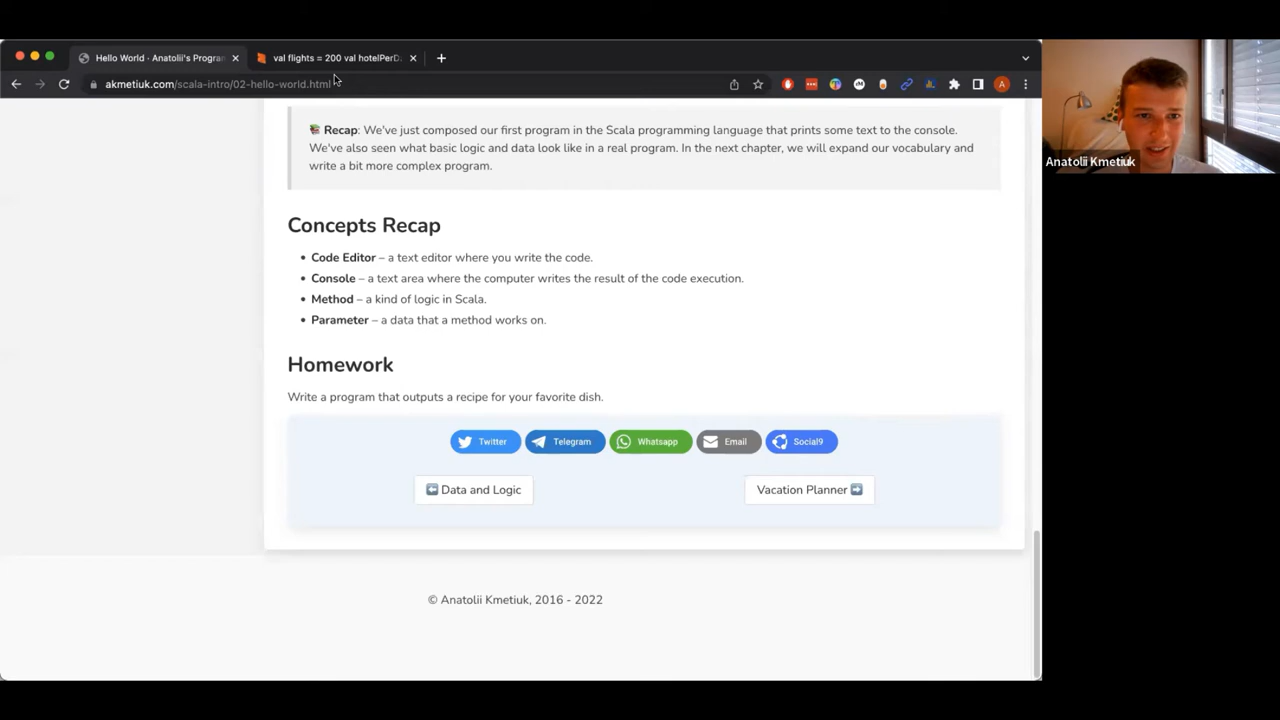 Hello World · Anatolii's Program
val flights = 200 val hotelPerDa
akmetiuk.com/scala-intro/02-hello-world.html
A
Recap: We've just composed our first program in the Scala programming language that prints some text to the console.
We've also seen what basic logic and data look like in a real program. In the next chapter, we will expand our vocabulary and
write a bit more complex program.
Concepts Recap
• Code Editor – a text editor where you write the code.
• Console – a text area where the computer writes the result of the code execution.
• Method – a kind of logic in Scala.
• Parameter – a data that a method works on.
Homework
Write a program that outputs a recipe for your favorite dish.
Twitter
Telegram
Whatsapp
Email
Social9
Data and Logic
Vacation Planner
© Anatolii Kmetiuk, 2016 - 2022
Anatolii Kmetiuk